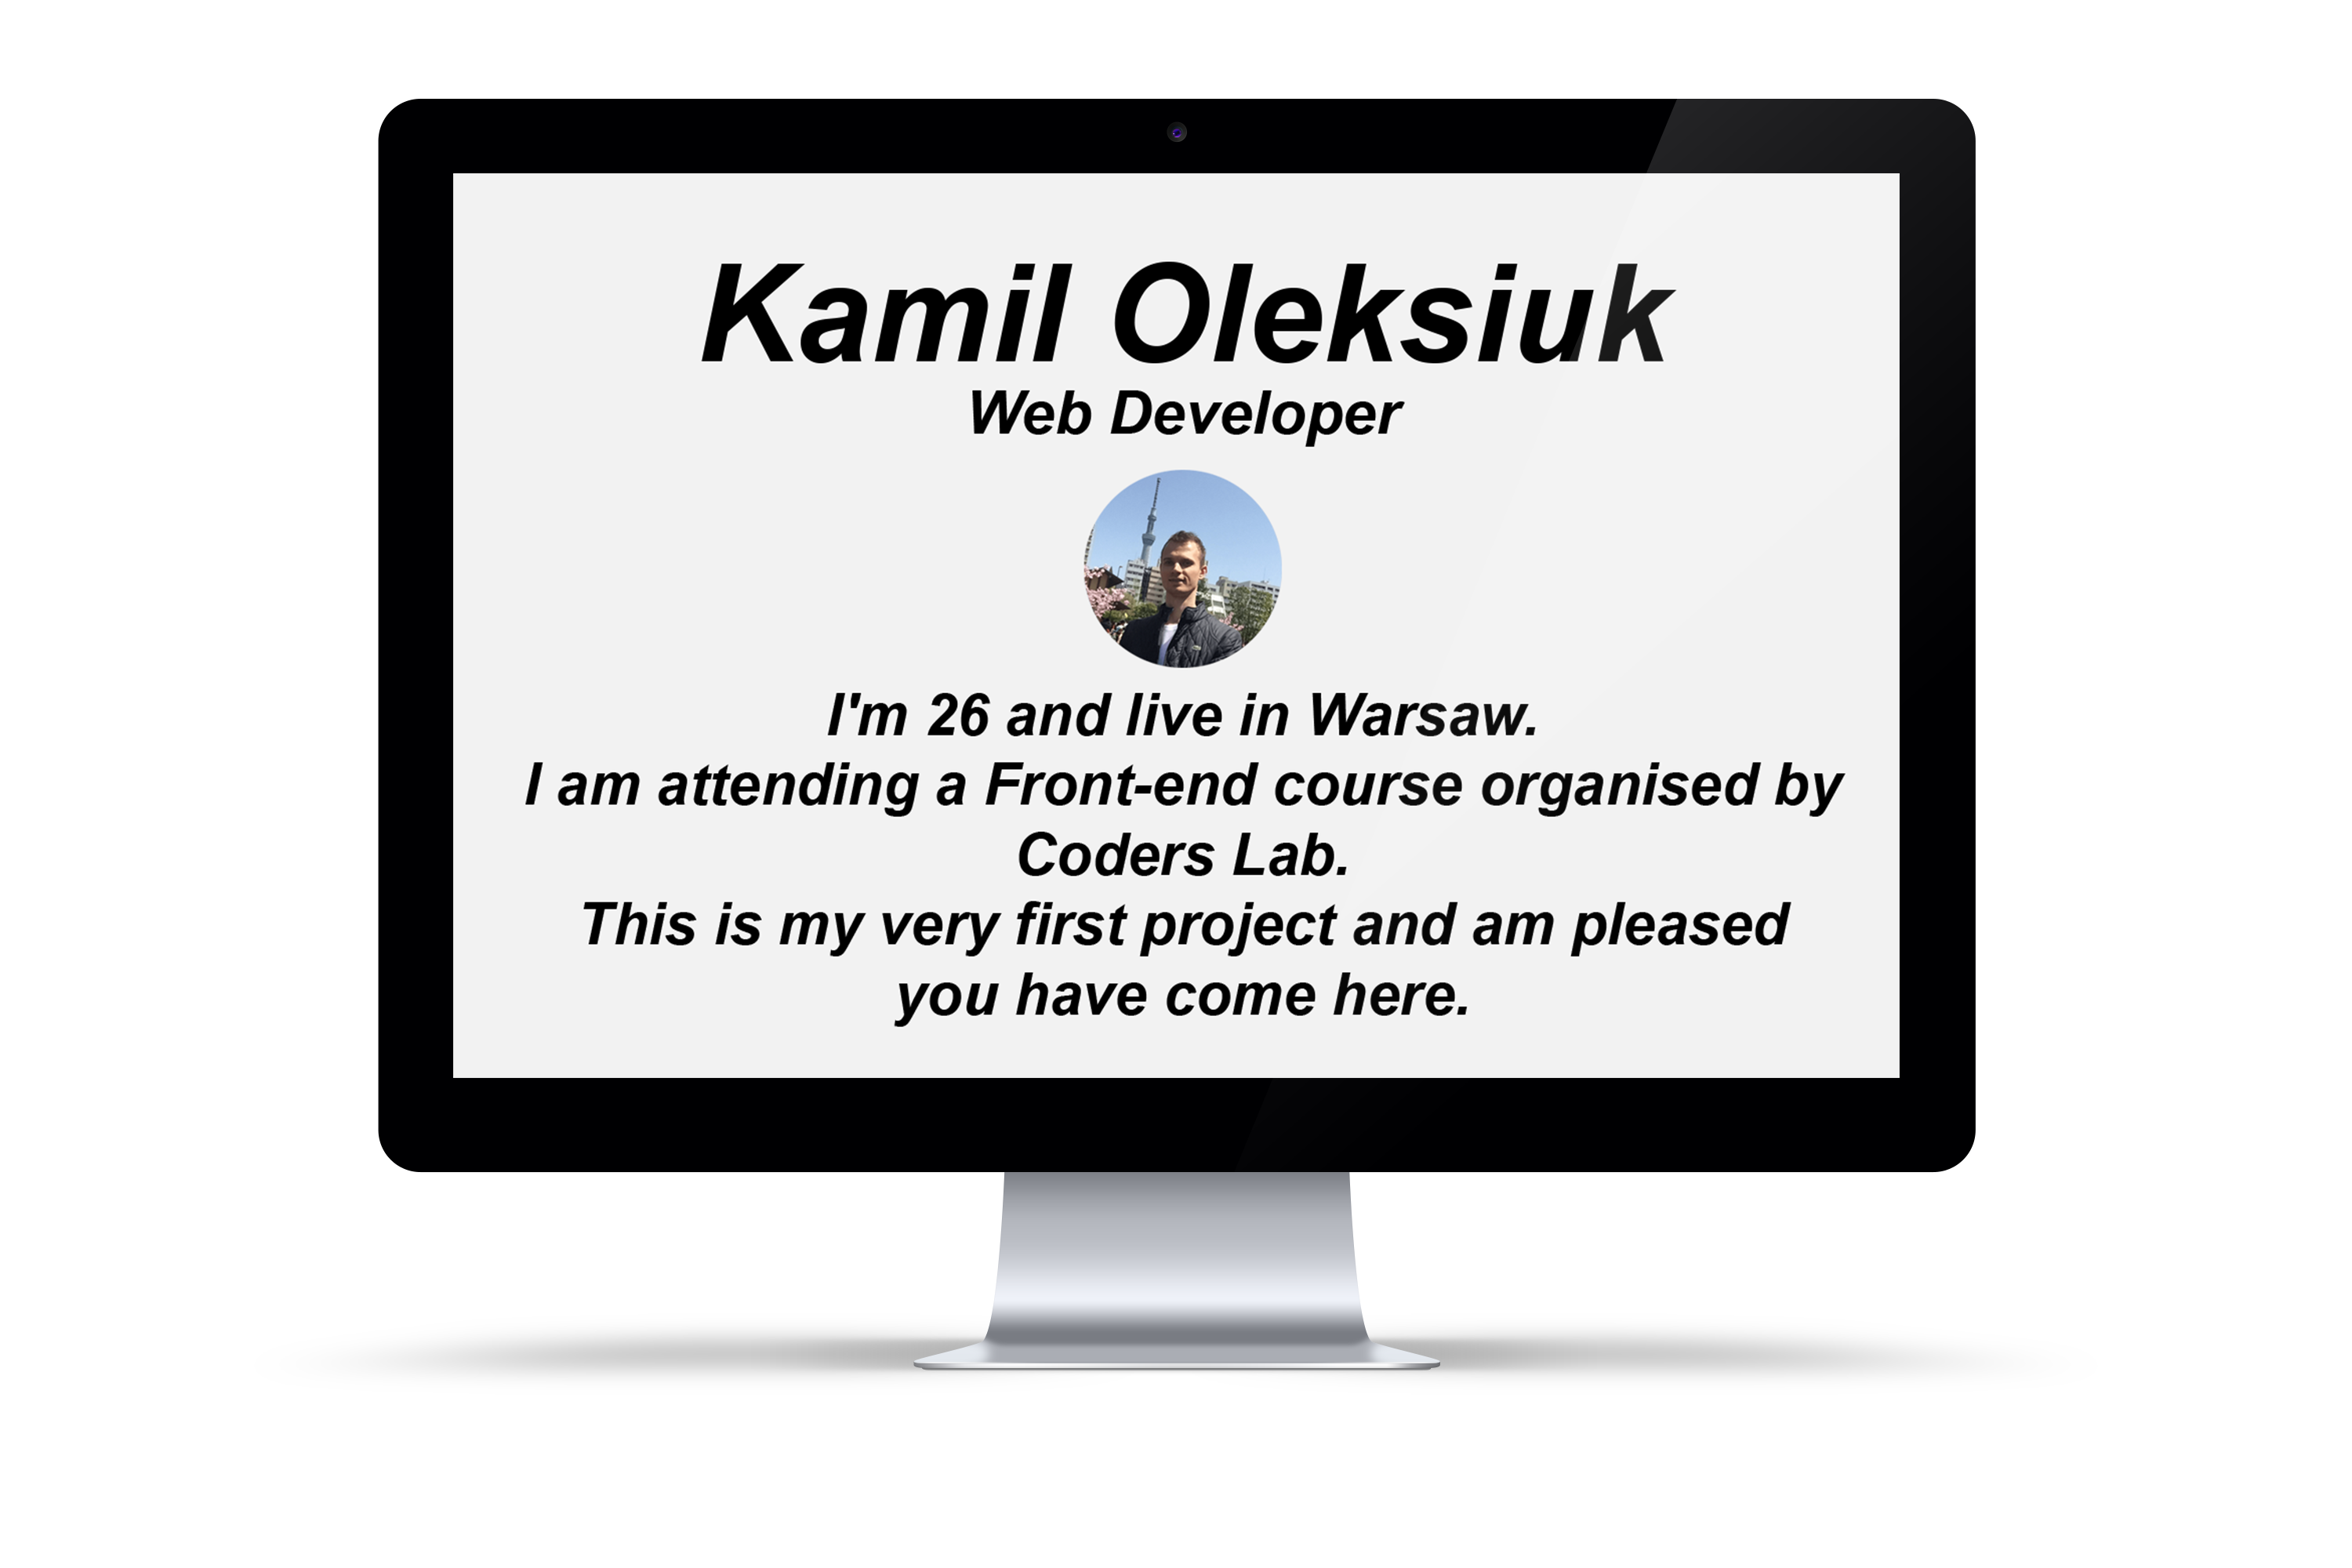 Kamil Oleksiuk
Web Developer
I'm 26 and live in Warsaw.
I am attending a Front-end course organised by
Coders Lab.
This is my very first project and am pleased
you have come here.